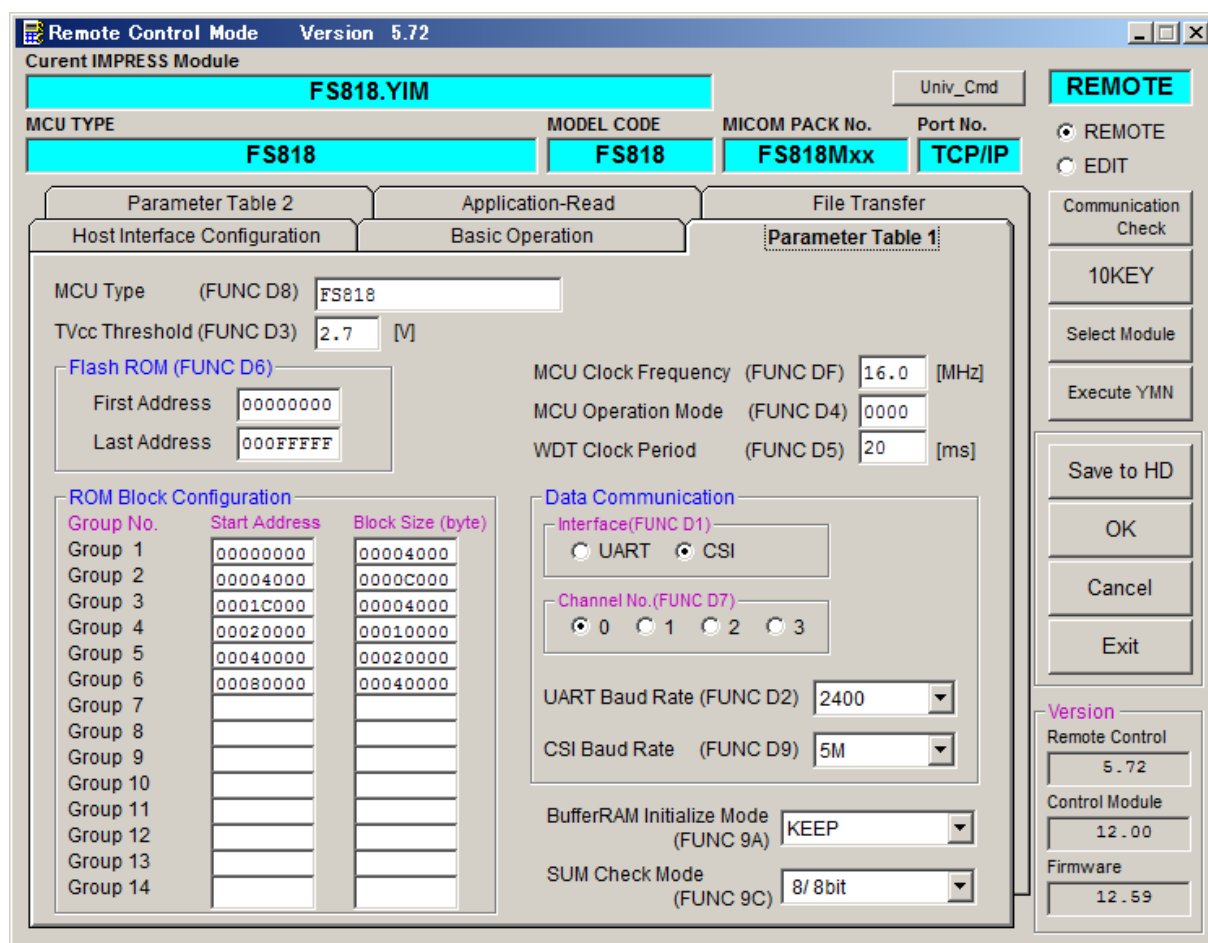 Remote Control Mode Version 5.72
Curent IMPRESS Module
FS818.YIM
Univ_Cmd
REMOTE
MCU TYPE
MODEL CODE
MICOM PACK No.
Port No.
FS818
FS818
FS818Mxx
TCP/IP
REMOTE
EDIT
Parameter Table 2
Application-Read
File Transfer
Host Interface Configuration
Basic Operation
Parameter Table 1
Communication
Check
10KEY
Select Module
Execute YMN
Save to HD
OK
Cancel
Exit
MCU Type (FUNC D8) FS818
TVcc Threshold (FUNC D3) 2.7 [V]
Flash ROM (FUNC D6)
First Address 00000000
Last Address 000FFFFF
MCU Clock Frequency (FUNC DF) 16.0 [MHz]
MCU Operation Mode (FUNC D4) 0000
WDT Clock Period (FUNC D5) 20 [ms]
ROM Block Configuration
Group No. Start Address Block Size (byte)
Group 1 00000000 00004000
Group 2 00004000 0000C000
Group 3 0001C000 00004000
Group 4 00020000 00010000
Group 5 00040000 00020000
Group 6 00080000 00040000
Group 7
Group 8
Group 9
Group 10
Group 11
Group 12
Group 13
Group 14
Data Communication
Interface(FUNC D1)
UART CSI
Channel No.(FUNC D7)
0 1 2 3
UART Baud Rate (FUNC D2) 2400
CSI Baud Rate (FUNC D9) 5M
BufferRAM Initialize Mode
(FUNC 9A) KEEP
SUM Check Mode
(FUNC 9C) 8/ 8bit
Version
Remote Control
5.72
Control Module
12.00
Firmware
12.59